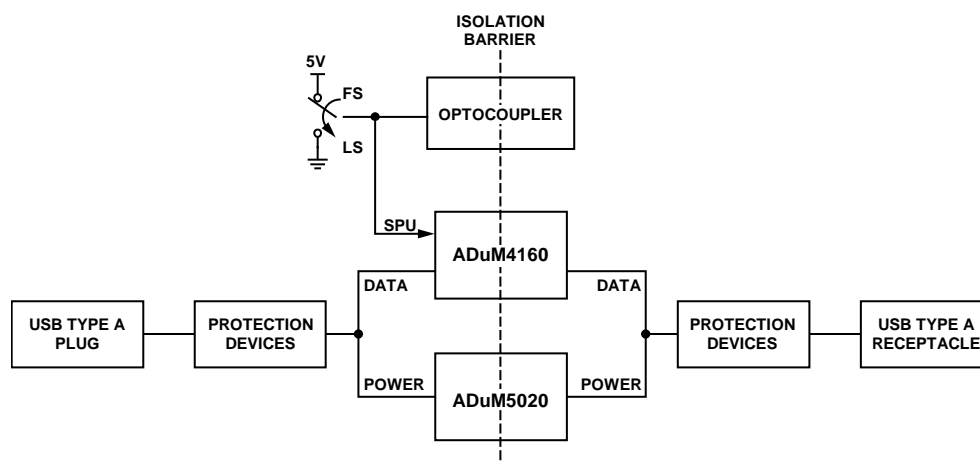 ISOLATION
BARRIER
5V
FS
OPTOCOUPLER
LS
SPU
ADuM4160
DATA
DATA
USB TYPE A
PLUG
PROTECTION
DEVICES
PROTECTION
DEVICES
USB TYPE A
RECEPTACLE
POWER
ADuM5020
POWER